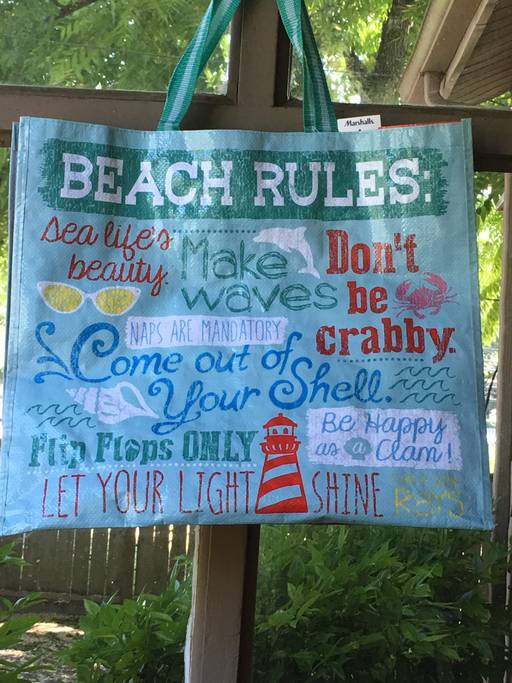 Marshalls
BEACH RULES:
Sea life's
beauty.
Make
waves
Don't
be
crabby.
NAPS ARE MANDATORY
Come out of
Your Shell.
Flip Flops ONLY
Be Happy
as a Clam!
LET YOUR LIGHT SHINE
RAYS